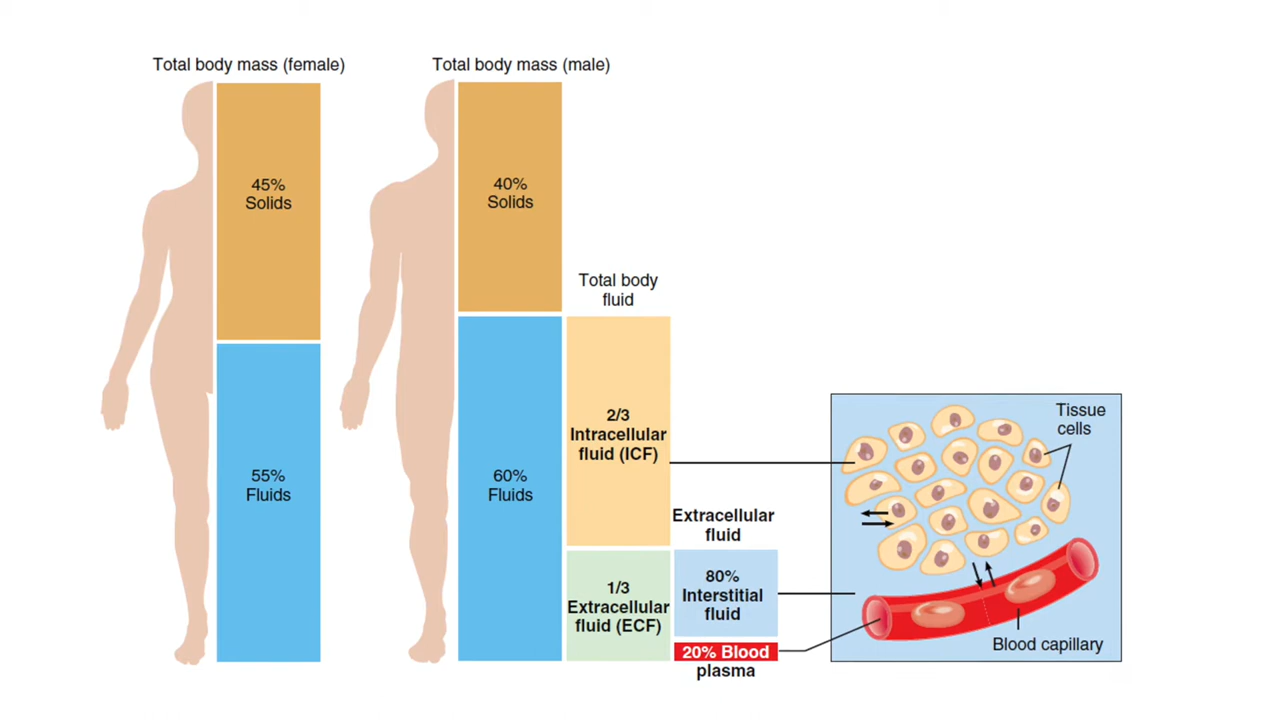 Total body mass (female)
Total body mass (male)
45%
Solids
40%
Solids
Total body
fluid
2/3
Intracellular
fluid (ICF)
Tissue
cells
55%
Fluids
60%
Fluids
Extracellular
fluid
1/3
Extracellular
fluid (ECF)
80%
Interstitial
fluid
Blood capillary
20% Blood
plasma